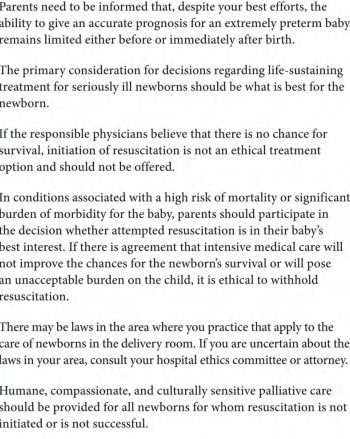 Parents need to be informed that, despite your best efforts, the
ability to give an accurate prognosis for an extremely preterm baby
remains limited either before or immediately after birth.
The primary consideration for decisions regarding life-sustaining
treatment for seriously ill newborns should be what is best for the
newborn.
If the responsible physicians believe that there is no chance for
survival, initiation of resuscitation is not an ethical treatment
option and should not be offered.
In conditions associated with a high risk of mortality or significant
burden of morbidity for the baby, parents should participate in
the decision whether attempted resuscitation is in their baby's
best interest. If there is agreement that intensive medical care will
not improve the chances for the newborn's survival or will pose
an unacceptable burden on the child, it is ethical to withhold
resuscitation.
There may be laws in the area where you practice that apply to the
care of newborns in the delivery room. If you are uncertain about the
laws in your area, consult your hospital ethics committee or attorney.
Humane, compassionate, and culturally sensitive palliative care
should be provided for all newborns for whom resuscitation is not
initiated or is not successful.